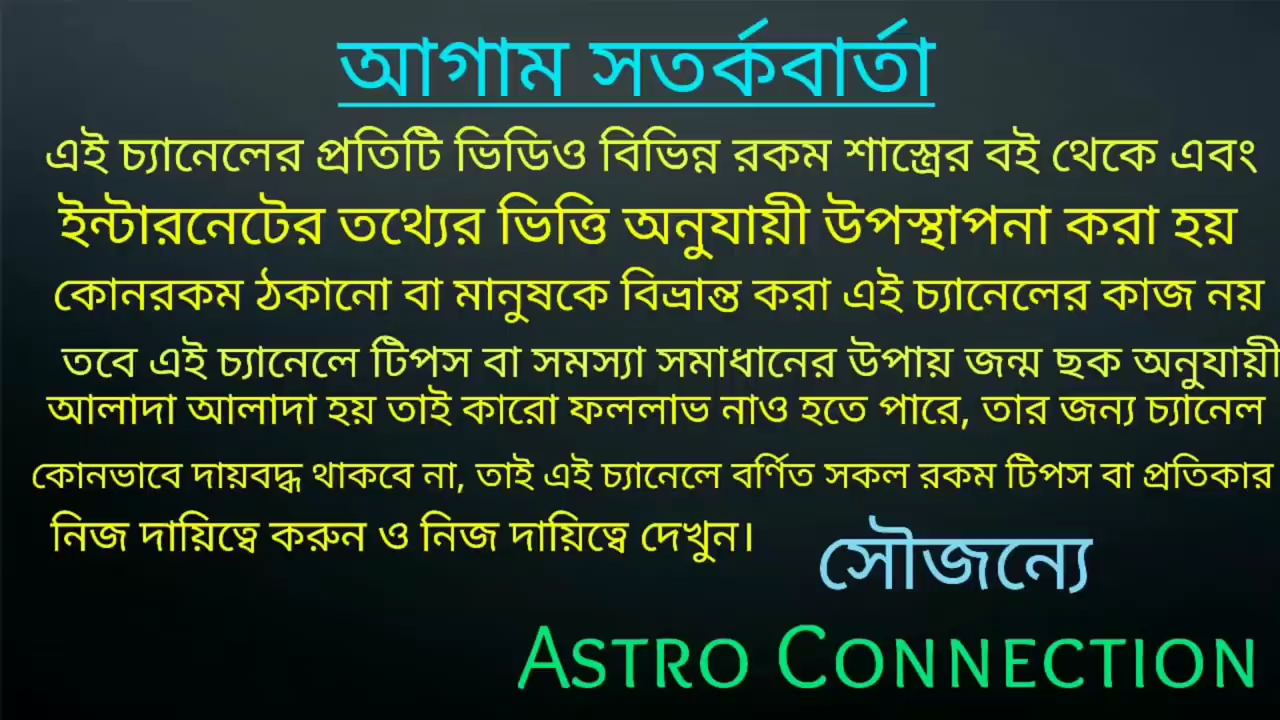 আগাম সতর্কবার্তা
এই চ্যানেলের প্রতিটি ভিডিও বিভিন্ন রকম শাস্ত্রের বই থেকে এবং
ইন্টারনেটের তথ্যের ভিত্তি অনুযায়ী উপস্থাপনা করা হয়
কোনরকম ঠকানো বা মানুষকে বিভ্রান্ত করা এই চ্যানেলের কাজ নয়
তবে এই চ্যানেলে টিপস বা সমস্যা সমাধানের উপায় জন্ম ছক অনুযায়ী
আলাদা আলাদা হয় তাই কারো ফললাভ নাও হতে পারে, তার জন্য চ্যানেল
কোনভাবে দায়বদ্ধ থাকবে না, তাই এই চ্যানেলে বর্ণিত সকল রকম টিপস বা প্রতিকার
নিজ দায়িত্বে করুন ও নিজ দায়িত্বে দেখুন।
সৌজন্যে
ASTRO CONNECTION